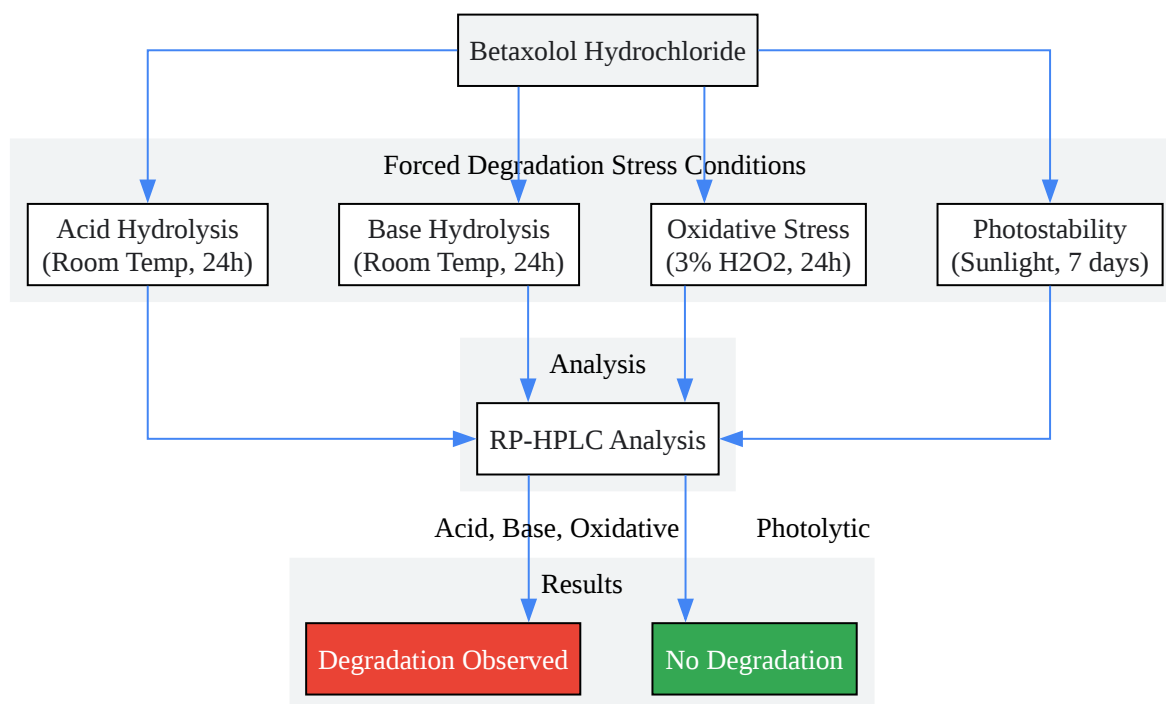 Betaxolol Hydrochloride
Forced Degradation Stress Conditions
Acid Hydrolysis
(Room Temp, 24h)
Base Hydrolysis
(Room Temp, 24h)
Oxidative Stress
(3% H2O2, 24h)
Photostability
(Sunlight, 7 days)
Analysis
RP-HPLC Analysis
Acid, Base, Oxidative
Photolytic
Results
Degradation Observed
No Degradation